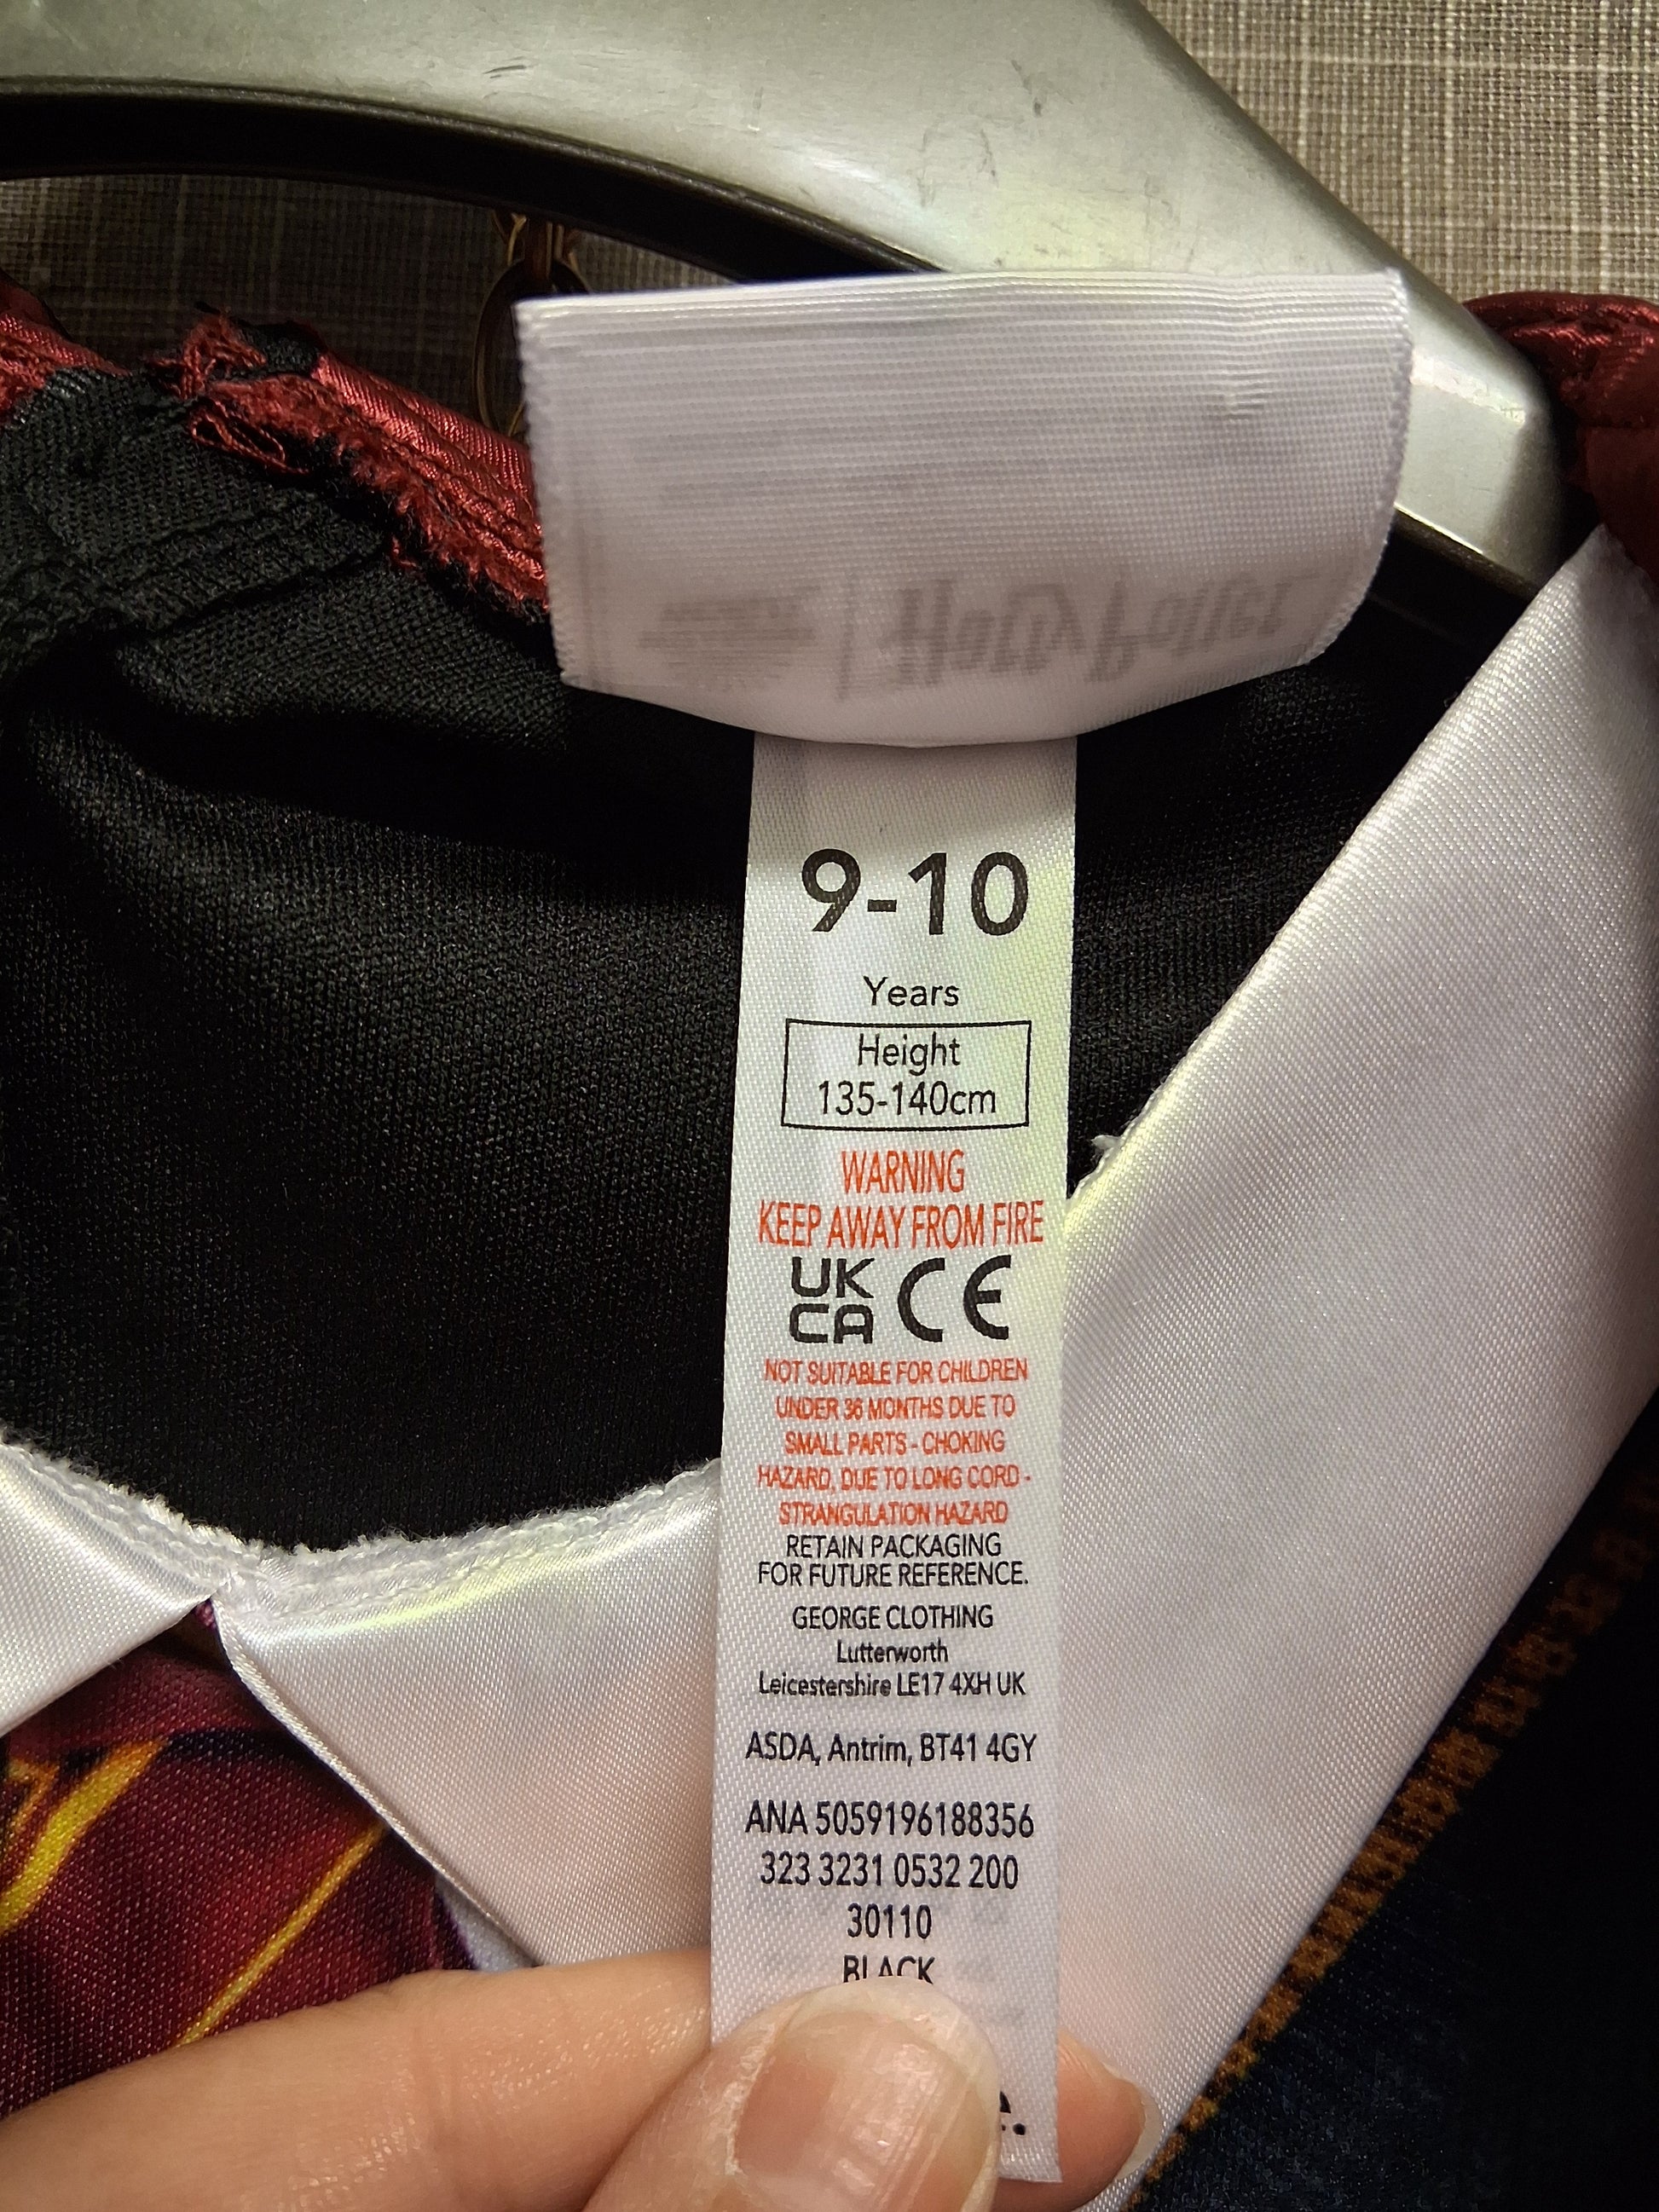 Harry Potter
9-10
Years
Height
135-140cm
WARNING
KEEP AWAY FROM FIRE
UK
CA CE
NOT SUITABLE FOR CHILDREN
UNDER 36 MONTHS DUE TO
SMALL PARTS - CHOKING
HAZARD, DUE TO LONG CORD -
STRANGULATION HAZARD
RETAIN PACKAGING
FOR FUTURE REFERENCE.
GEORGE CLOTHING
Lutterworth
Leicestershire LE17 4XH UK
ASDA, Antrim, BT41 4GY
ANA 5059196188356
323 3231 0532 200
30110
BLACK